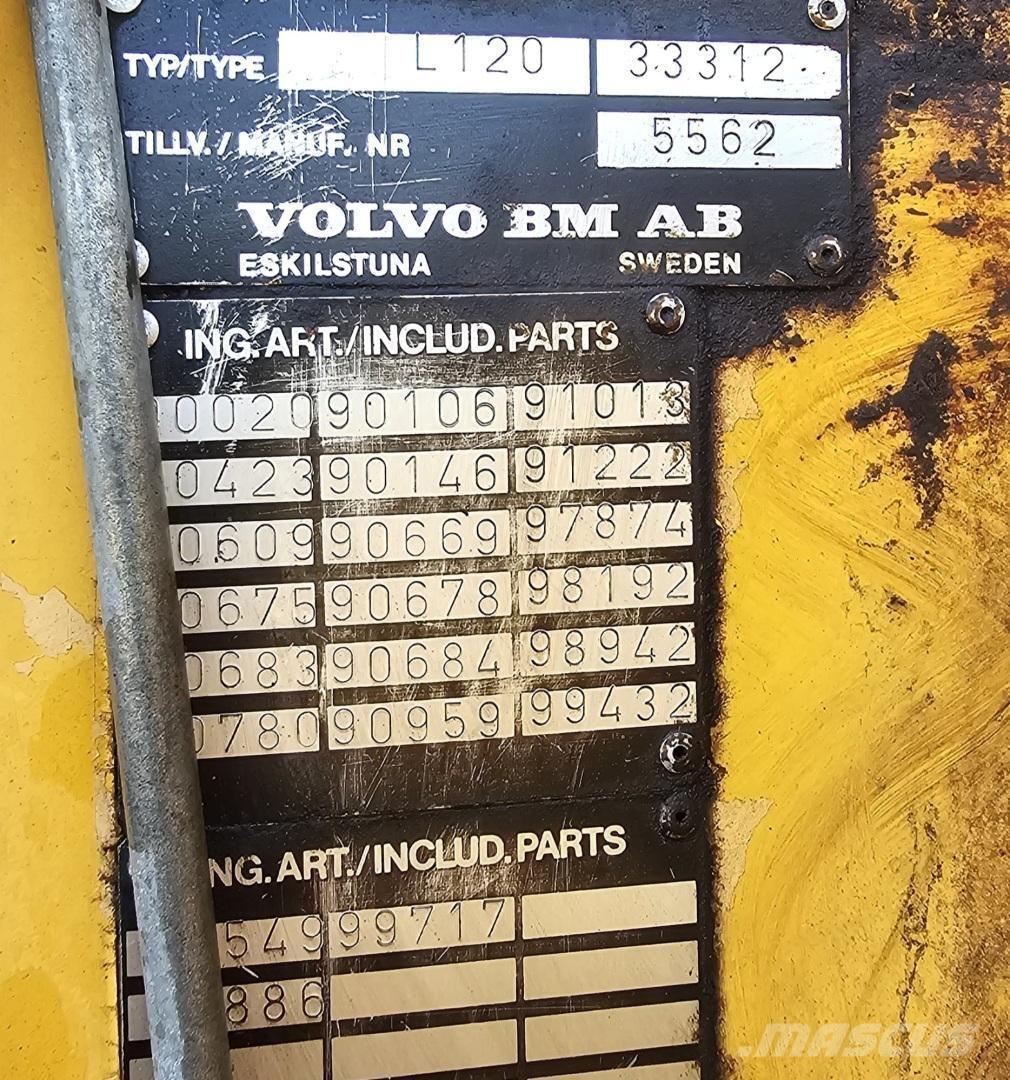 TYP/TYPE L120 33312
TILLV./MANUF. NR 5562
VOLVO BM AB
ESKILSTUNA SWEDEN
ING.ART./INCLUD.PARTS
0020 90106 91013
0423 90146 91222
0609 90669 97874
0675 90678 98192
0683 90684 98942
0780 90959 99432
NG.ART./INCLUD.PARTS
549 99717
886
.MASCUS